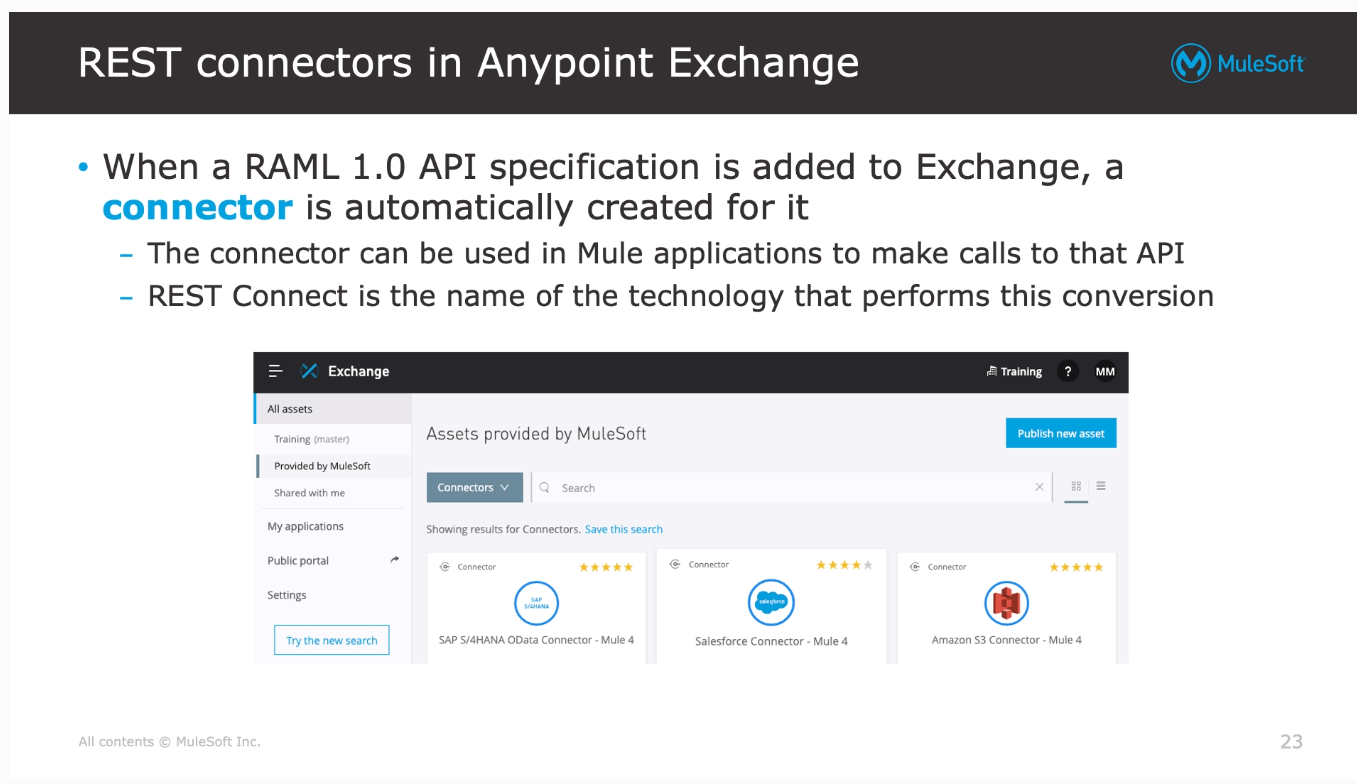 REST connectors in Anypoint Exchange
MuleSoft
• When a RAML 1.0 API specification is added to Exchange, a
connector is automatically created for it
– The connector can be used in Mule applications to make calls to that API
– REST Connect is the name of the technology that performs this conversion
Exchange
Training
?
MM
All assets
Training (master)
Provided by MuleSoft
Shared with me
My applications
Public portal
Settings
Try the new search
Assets provided by MuleSoft
Publish new asset
Connectors
Search
Showing results for Connectors. Save this search
Connector
SAP
S/4HANA
SAP S/4HANA OData Connector - Mule 4
Connector
salesforce
Salesforce Connector - Mule 4
Connector
Amazon S3 Connector - Mule 4
All contents © MuleSoft Inc.
23